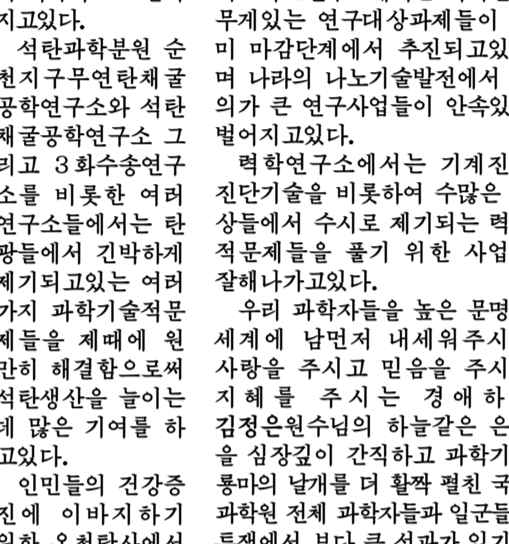 지고있다.
석탄과학분원 순
천지구무연탄채굴
공학연구소와 석탄
채굴공학연구소 그
리고 3화수송연구
소를 비롯한 여러
연구소들에서는 탄
광들에서 긴박하게
제기되고있는 여러
가지 과학기술적문
제들을 제때에 원
만히 해결함으로써
석탄생산을 늘이는
데 많은 기여를 하
고있다.
인민들의 건강증
진에 이바지하기
무게있는 연구대상과제들이
미 마감단계에서 추진되고있
며 나라의 나노기술발전에서
의가 큰 연구사업들이 안속있
벌어지고있다.
력학연구소에서는 기계진
진단기술을 비롯하여 수많은
상들에서 수시로 제기되는 력
적문제들을 풀기 위한 사업
잘해나가고있다.
우리 과학자들을 높은 문명
세계에 남먼저 내세워주시
사랑을 주시고 믿음을 주시
지혜를 주시는 경애하
김정은원수님의 하늘같은 은
을 심장깊이 간직하고 과학기
룡마의 날개를 더 활짝 펼친 국
과학원 전체 과학자들과 일군들